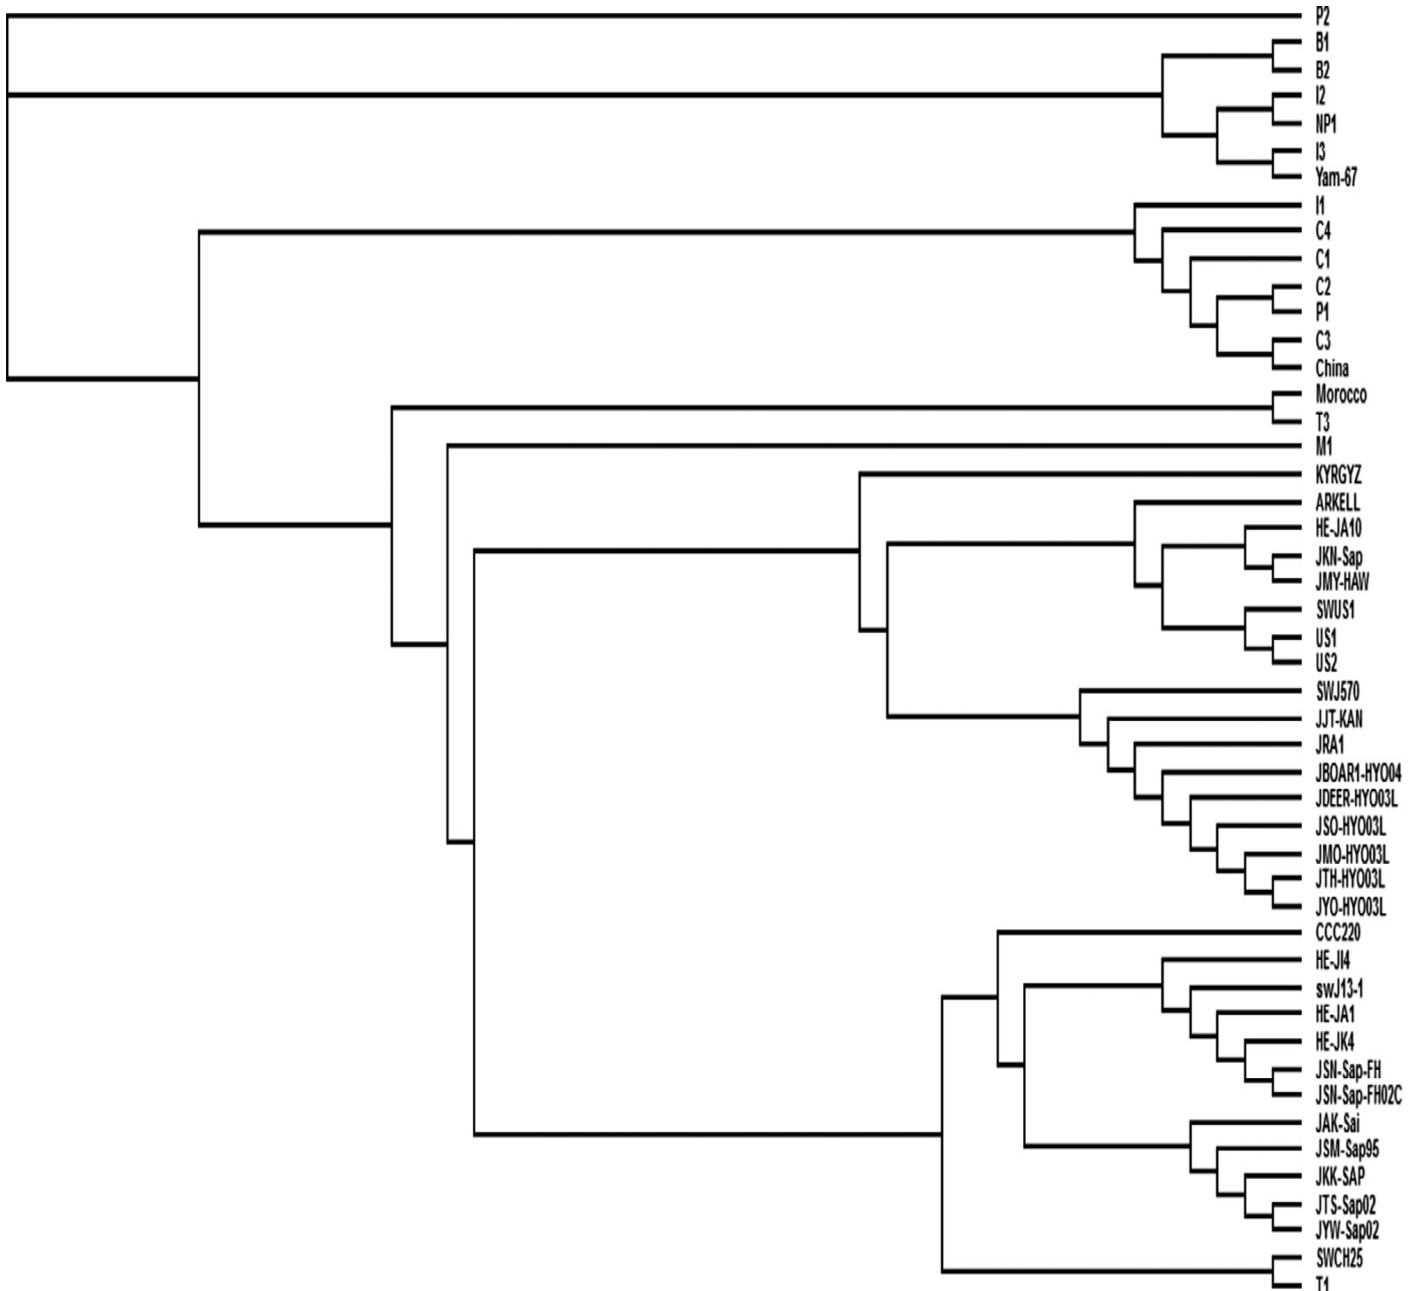 P2
B1
B2
I2
NP1
I3
Yam-67
I1
C4
C1
C2
P1
C3
China
Morocco
T3
M1
KYRGYZ
ARKELL
HE-JA10
JKN-Sap
JMY-HAW
SWUS1
US1
US2
SWJ570
JJT-KAN
JRA1
JBOAR1-HYO04
JDEER-HYO03L
JSO-HYO03L
JMO-HYO03L
JTH-HYO03L
JYO-HYO03L
CCC220
HE-JI4
swJ13-1
HE-JA1
HE-JK4
JSN-Sap-FH
JSN-Sap-FH02C
JAK-Sai
JSM-Sap95
JKK-SAP
JTS-Sap02
JYW-Sap02
SWCH25
T1